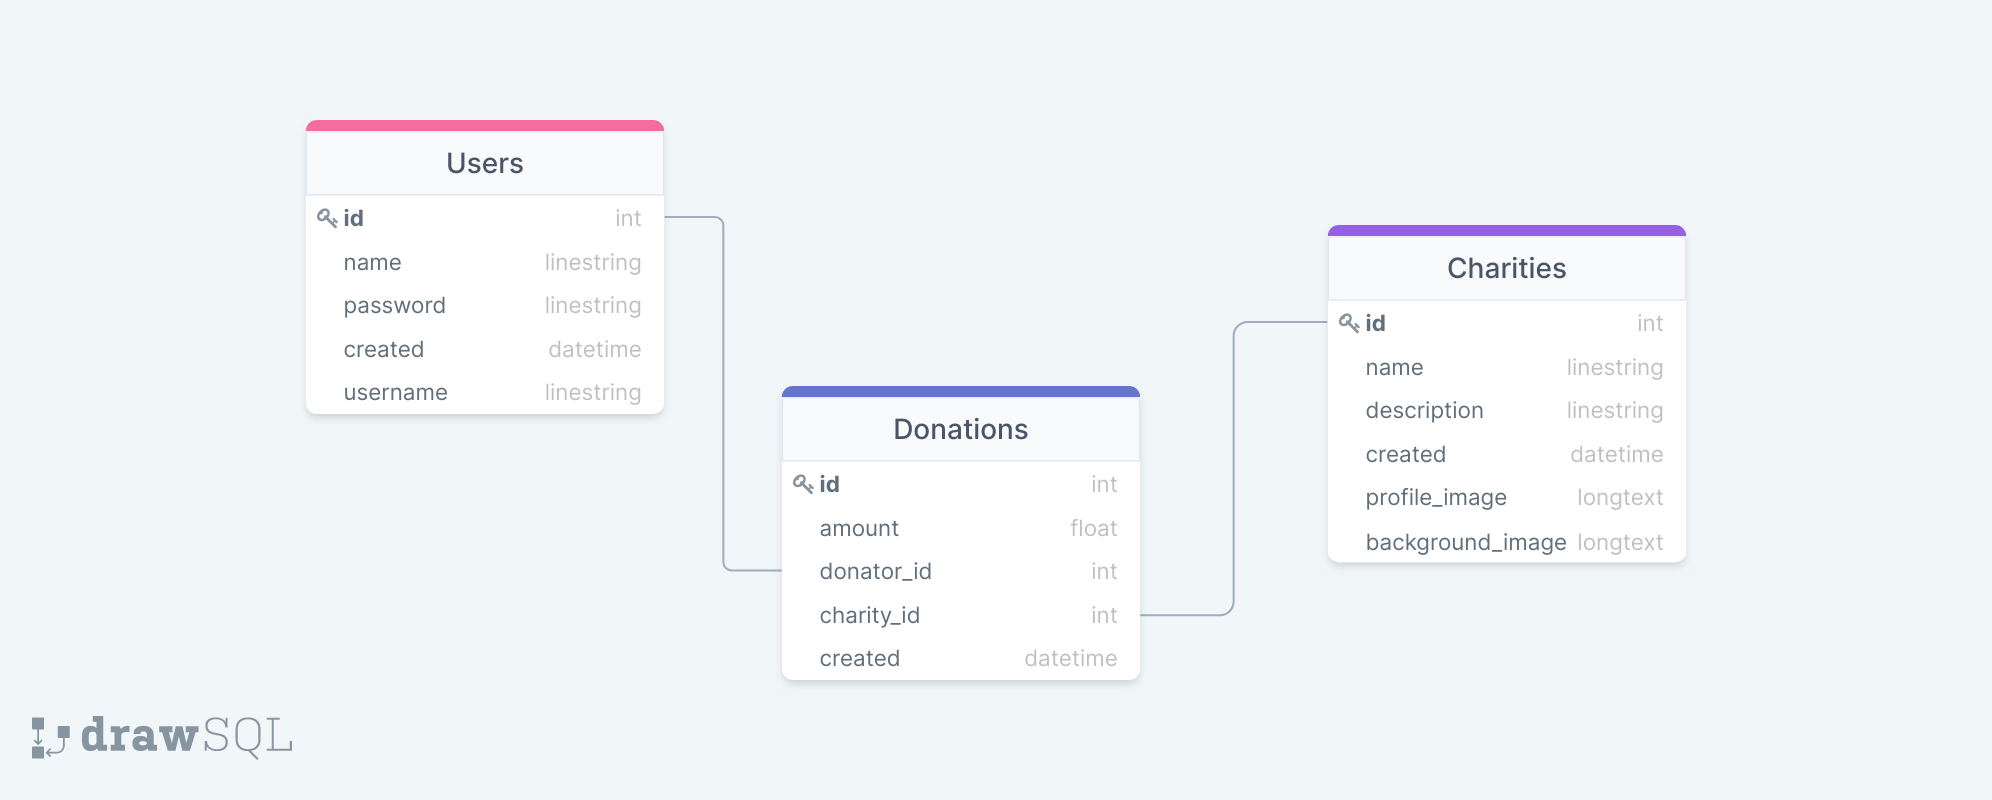 Users
id int
name linestring
password linestring
created datetime
username linestring
Donations
id int
amount float
donator_id int
charity_id int
created datetime
Charities
id int
name linestring
description linestring
created datetime
profile_image longtext
background_image longtext
drawSQL